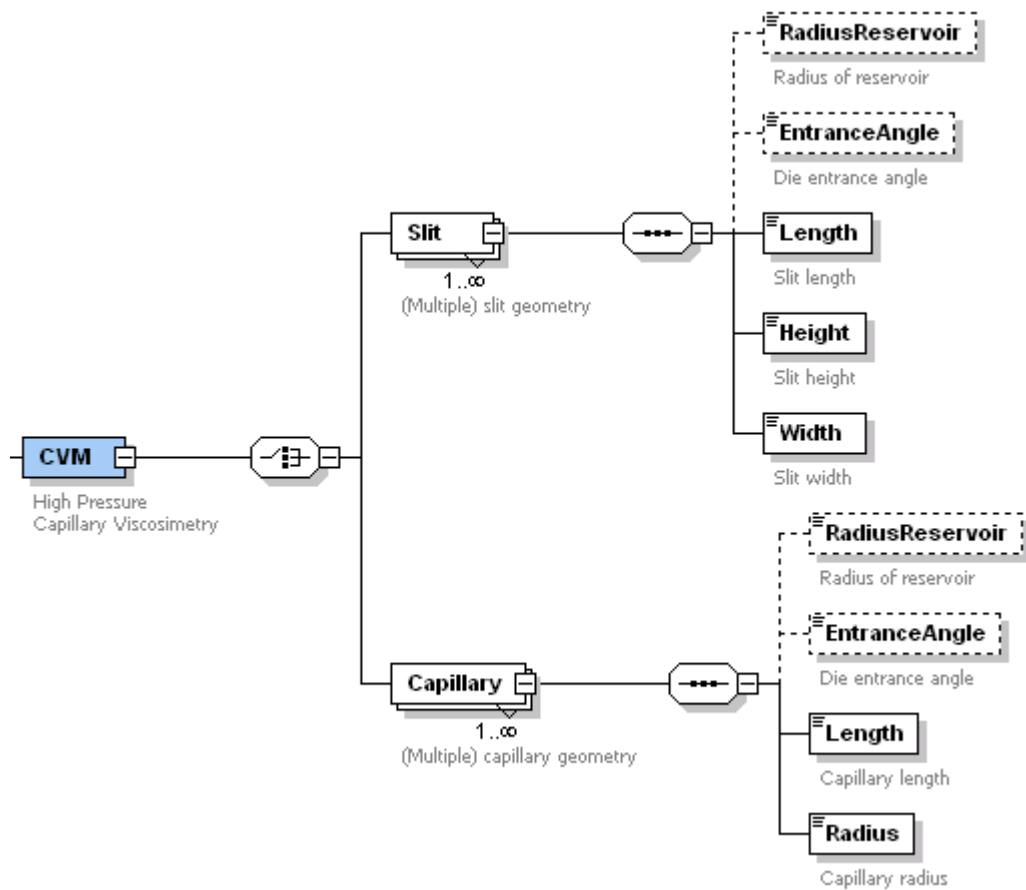 RadiusReservoir
Radius of reservoir
EntranceAngle
Die entrance angle
Slit
1..∞
(Multiple) slit geometry
Length
Slit length
Height
Slit height
Width
Slit width
CVM
High Pressure
Capillary Viscosimetry
RadiusReservoir
Radius of reservoir
EntranceAngle
Die entrance angle
Capillary
1..∞
(Multiple) capillary geometry
Length
Capillary length
Radius
Capillary radius